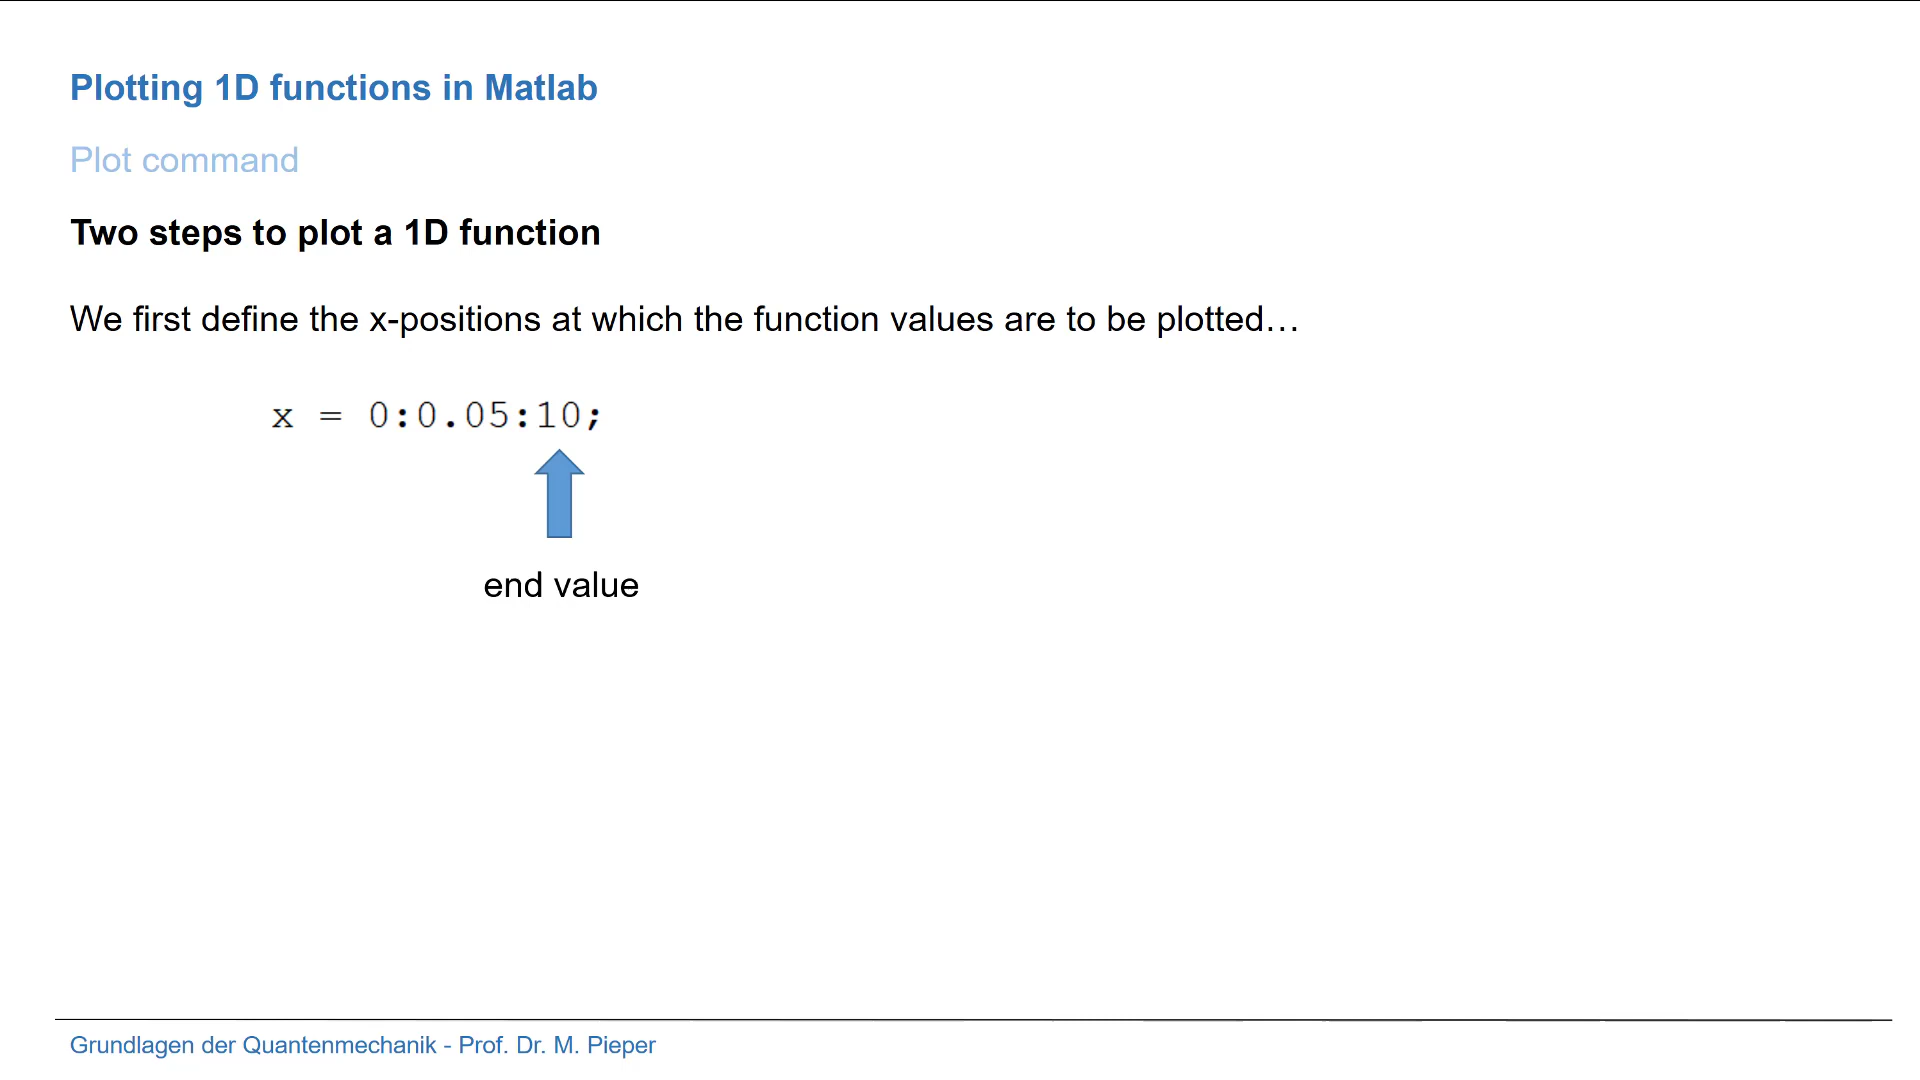 Plotting 1D functions in Matlab
Plot command
Two steps to plot a 1D function
We first define the x-positions at which the function values are to be plotted…
x = 0:0.05:10;
end value
Grundlagen der Quantenmechanik - Prof. Dr. M. Pieper